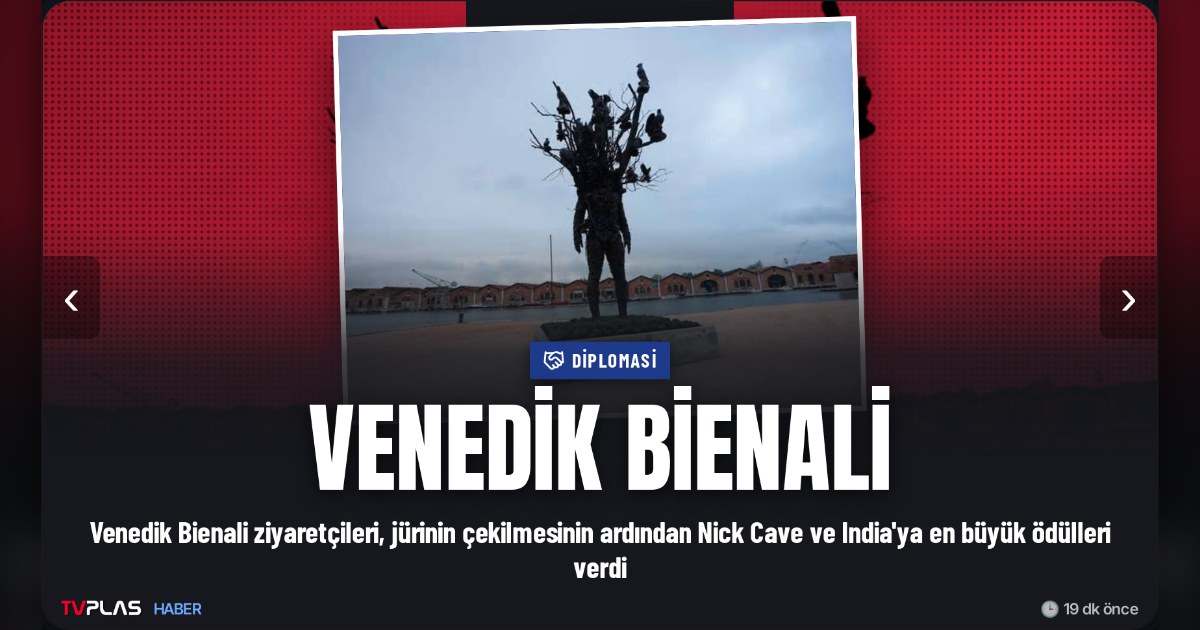 DİPLOMASİ
VENEDİK BİENALİ
Venedik Bienali ziyaretçileri, jürinin çekilmesinin ardından Nick Cave ve India'ya en büyük ödülleri
verdi
TVPLAS HABER
19 dk önce